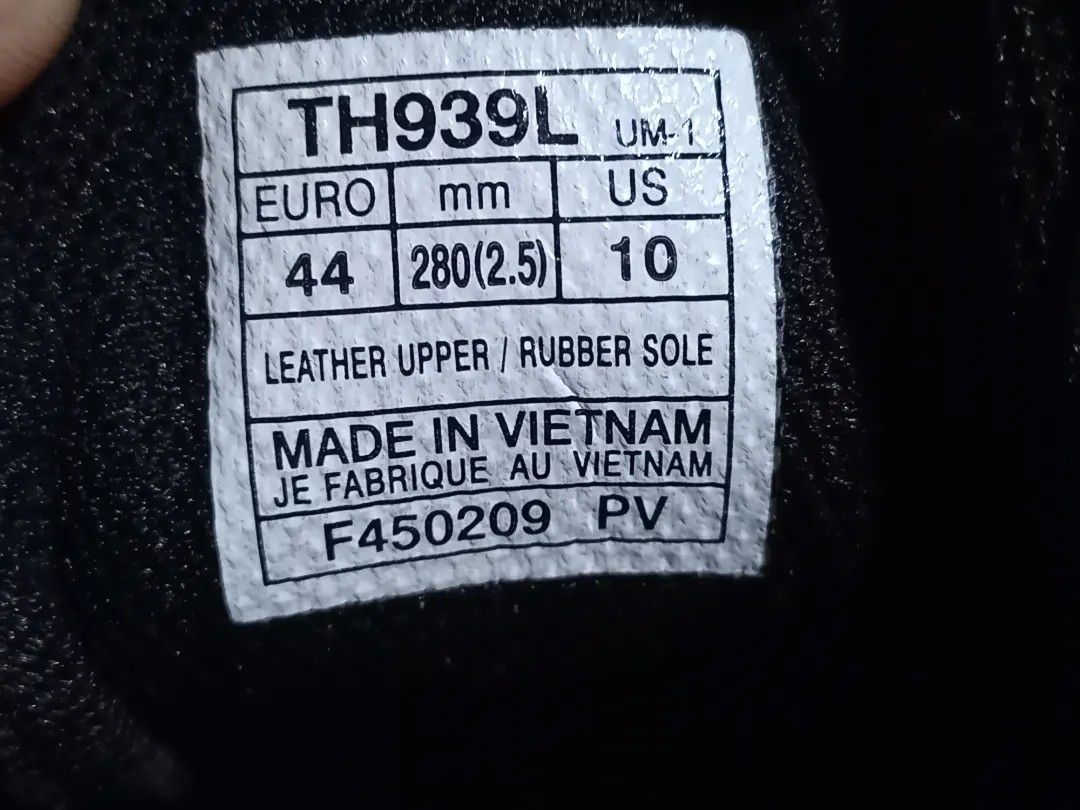 TH939L UM-1
EURO mm US
44 280(2.5) 10
LEATHER UPPER / RUBBER SOLE
MADE IN VIETNAM
JE FABRIQUE AU VIETNAM
F450209 PV